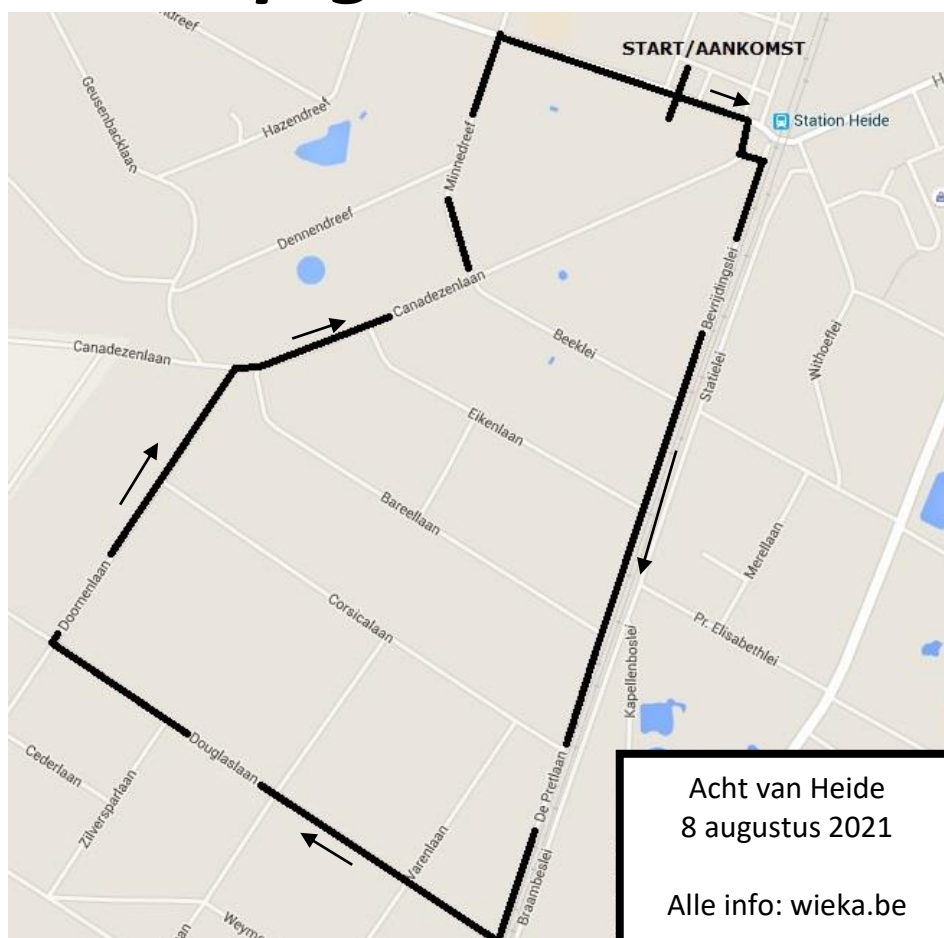 START/AANKOMST
Station Heide
Geusenbacklaan
Hazendreef
Minnedreef
Dennendreef
Canadezenlaan
Canadezenlaan
Bevrijdingslei
Statielei
Withoeflei
Beeklei
Eikenlaan
Bareellaan
Merellaan
Doornenlaan
Corsicalaan
Pr. Elisabethlei
Kapellenboslei
Douglaslaan
De Pretlaan
Cederlaan
Zilversparlaan
Varenlaan
Braambeslei
Acht van Heide
8 augustus 2021
Alle info: wieka.be